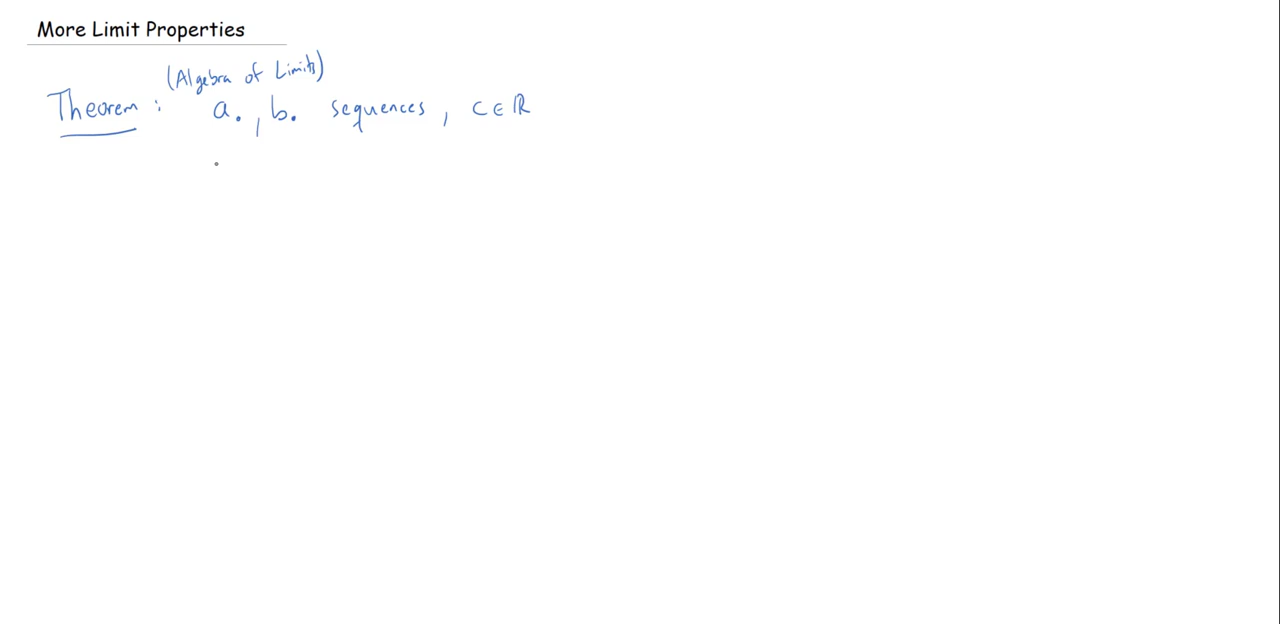 More Limit Properties
(Algebra of Limits)
Theorem : a., b. sequences, c∈ℝ